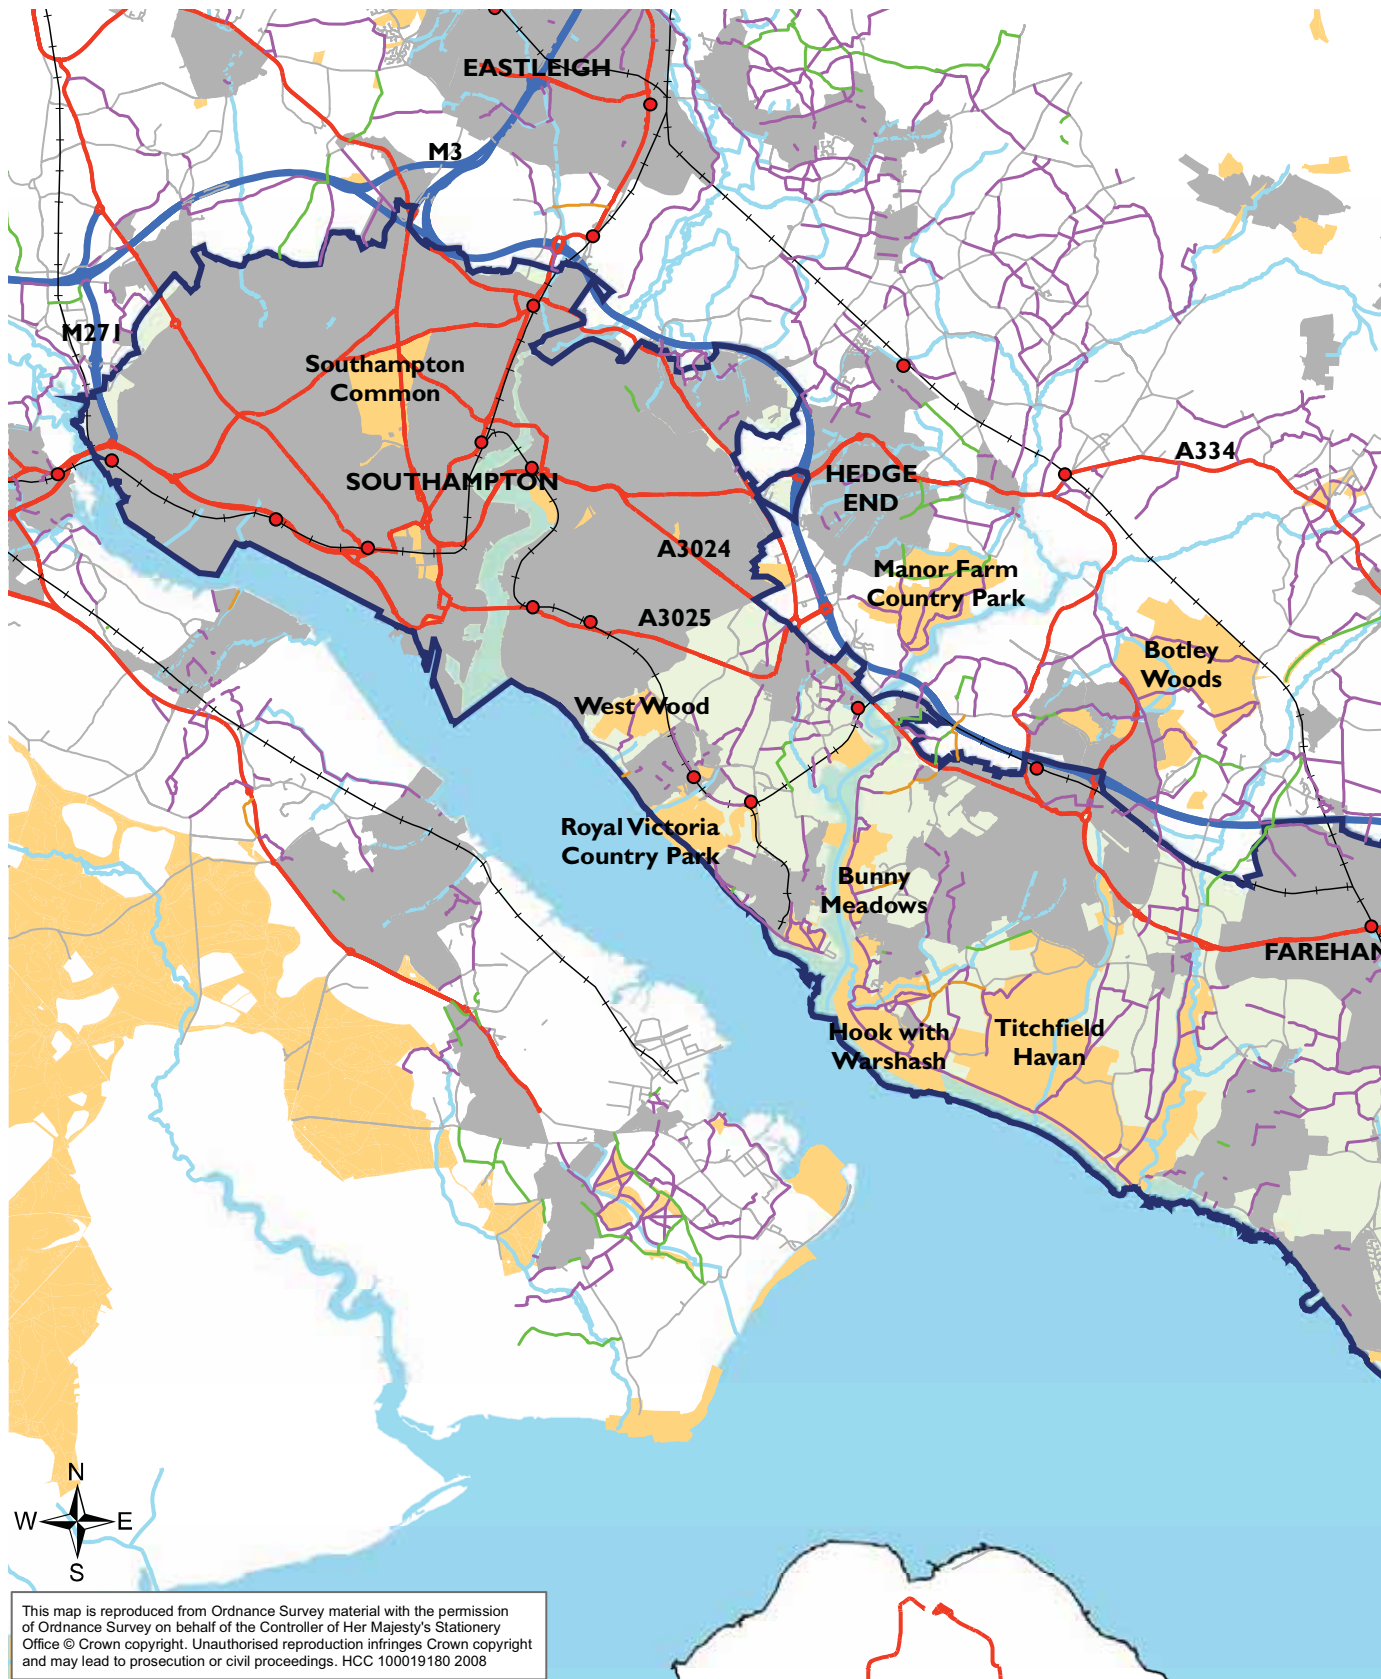 EASTLEIGH
M3
M271
Southampton
Common
A334
SOUTHAMPTON
HEDGE
END
A3024
Manor Farm
Country Park
A3025
Botley
Woods
West Wood
Royal Victoria
Country Park
Bunny
Meadows
FAREHAN
Hook with
Warshash
Titchfield
Havan
N
W E
S
This map is reproduced from Ordnance Survey material with the permission
of Ordnance Survey on behalf of the Controller of Her Majesty's Stationery
Office © Crown copyright. Unauthorised reproduction infringes Crown copyright
and may lead to prosecution or civil proceedings. HCC 100019180 2008